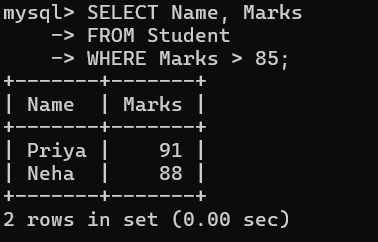 mysql> SELECT Name, Marks
    -> FROM Student
    -> WHERE Marks > 85;
+-------+-------+
| Name  | Marks |
+-------+-------+
| Priya |    91 |
| Neha  |    88 |
+-------+-------+
2 rows in set (0.00 sec)